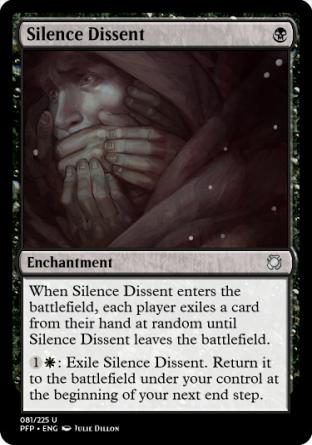 Silence Dissent
Enchantment
When Silence Dissent enters the
battlefield, each player exiles a card
from their hand at random until
Silence Dissent leaves the battlefield.
1: Exile Silence Dissent. Return it
to the battlefield under your control at
the beginning of your next end step.
081/225 U
PFP • ENG Julie Dillon